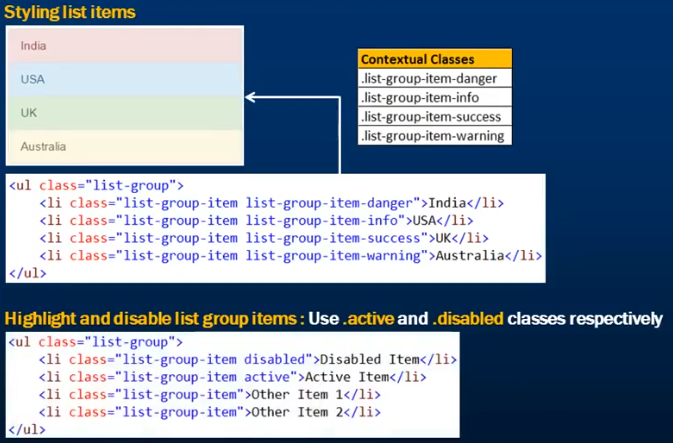 Styling list items
India
USA
UK
Australia
Contextual Classes
.list-group-item-danger
.list-group-item-info
.list-group-item-success
.list-group-item-warning
<ul class="list-group">
    <li class="list-group-item list-group-item-danger">India</li>
    <li class="list-group-item list-group-item-info">USA</li>
    <li class="list-group-item list-group-item-success">UK</li>
    <li class="list-group-item list-group-item-warning">Australia</li>
</ul>
Highlight and disable list group items : Use .active and .disabled classes respectively
<ul class="list-group">
    <li class="list-group-item disabled">Disabled Item</li>
    <li class="list-group-item active">Active Item</li>
    <li class="list-group-item">Other Item 1</li>
    <li class="list-group-item">Other Item 2</li>
</ul>